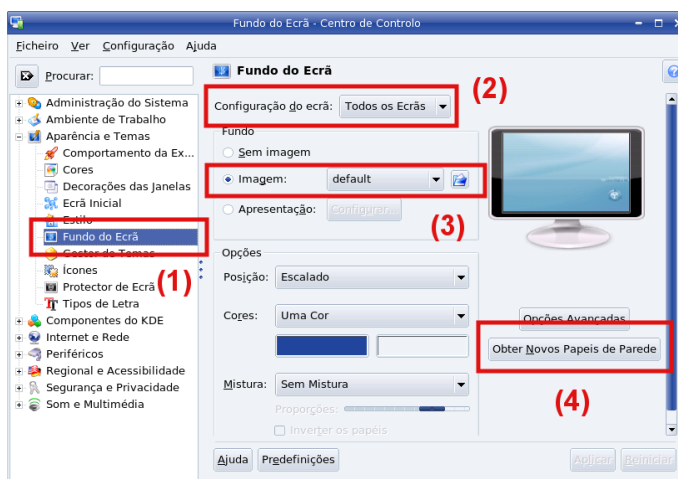 Fundo do Ecrã - Centro de Controlo
Ficheiro Ver Configuração Ajuda
Procurar:
Administração do Sistema
Ambiente de Trabalho
Aparência e Temas
Comportamento da Ex...
Cores
Decorações das Janelas
Ecrã Inicial
Estilo
Fundo do Ecrã
Gestor de Temas
Ícones
Protector de Ecrã
Tipos de Letra
Componentes do KDE
Internet e Rede
Periféricos
Regional e Acessibilidade
Segurança e Privacidade
Som e Multimédia
(1)
Fundo do Ecrã
Configuração do ecrã: Todos os Ecrãs
(2)
Fundo
Sem imagem
Imagem: default
Apresentação: Configurar...
(3)
Opções
Posição: Escalado
Cores: Uma Cor
Mistura: Sem Mistura
Proporções:
Inverter os papéis
Opções Avançadas
Obter Novos Papeis de Parede
(4)
Ajuda Predefinições Aplicar Reiniciar